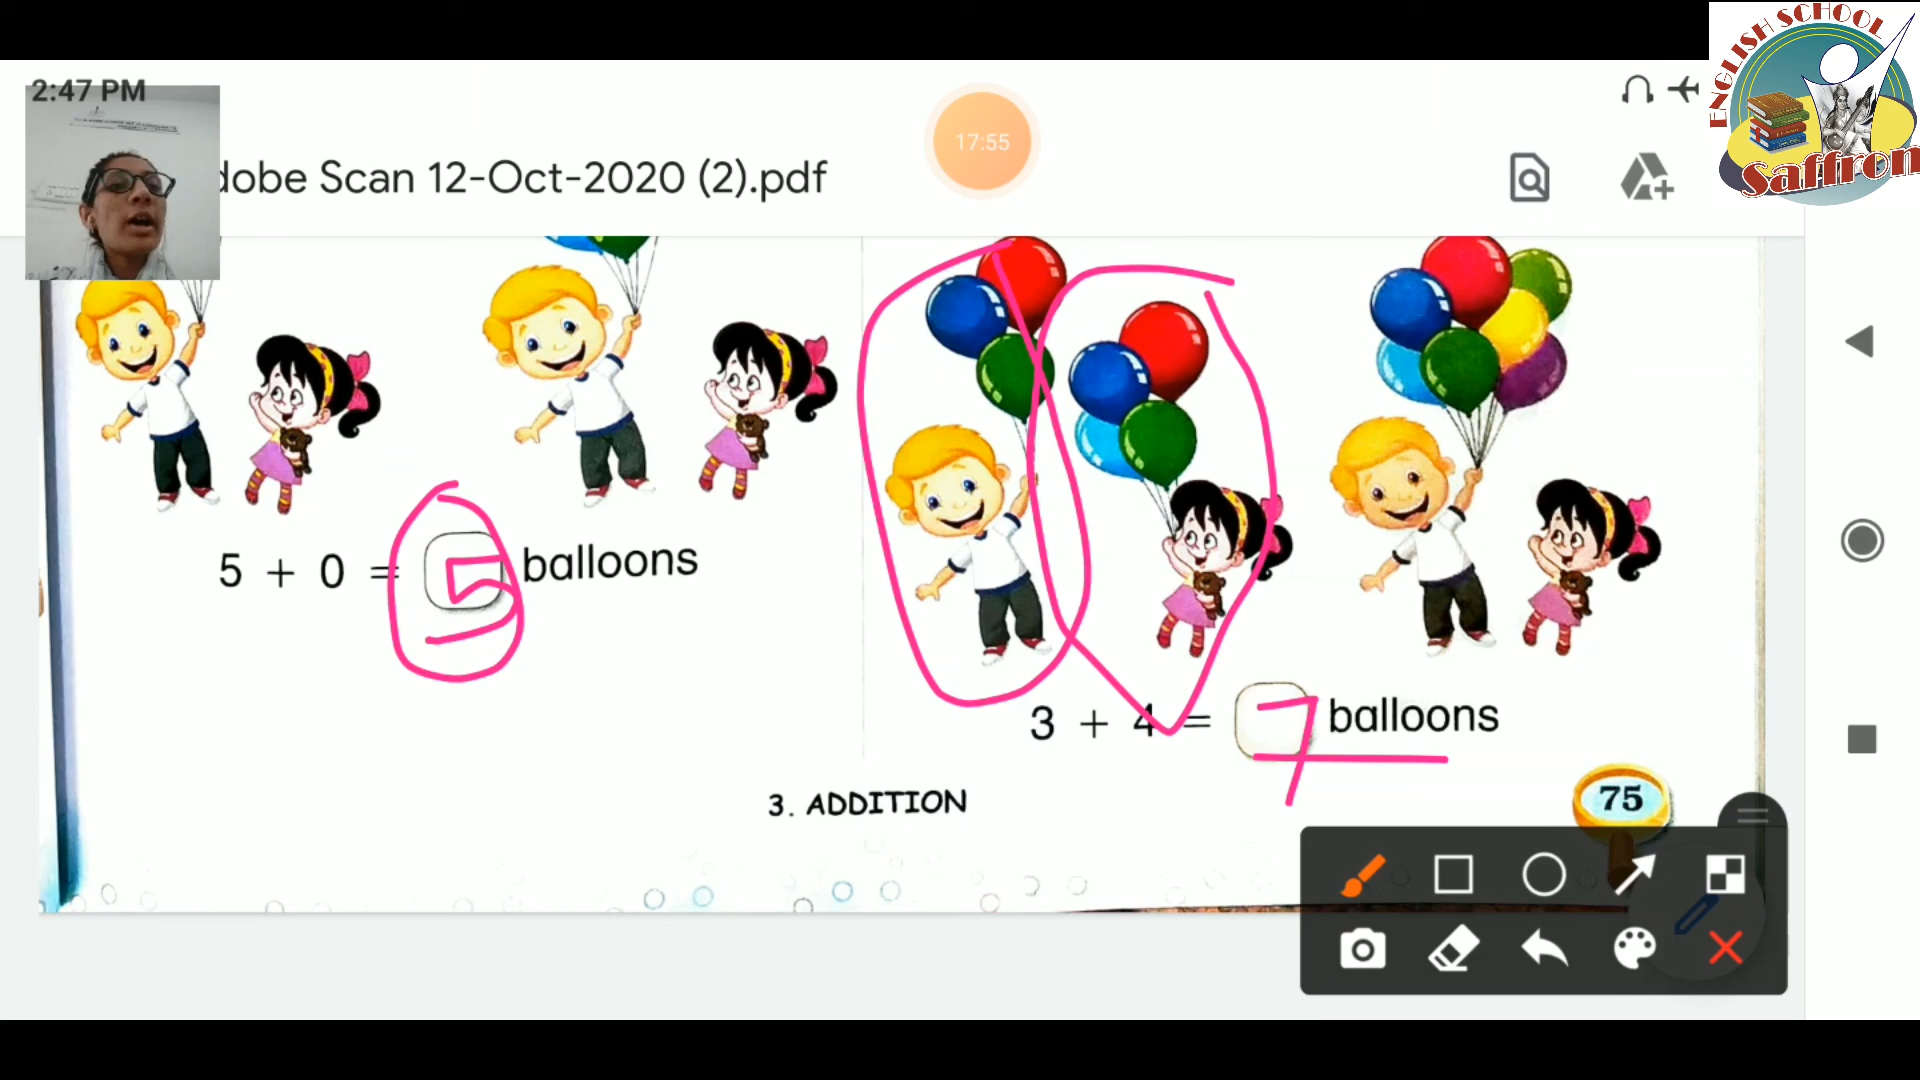 ENGLISH SCHOOL
Saffron
2:47 PM
17:55
dobe Scan 12-Oct-2020 (2).pdf
5 + 0 = 5 balloons
3 + 4 = 7 balloons
3. ADDITION
75